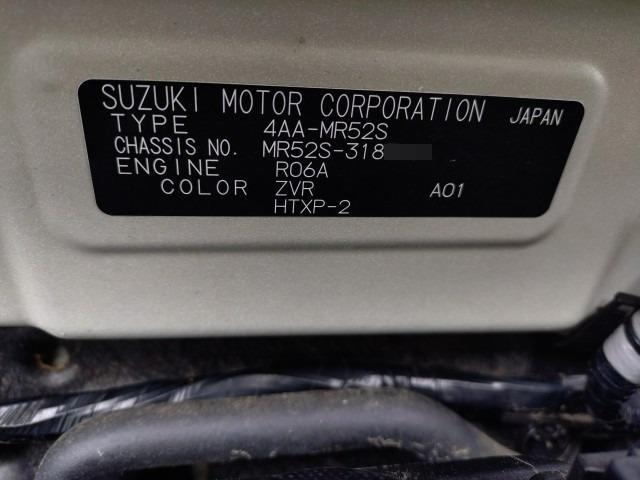 SUZUKI MOTOR CORPORATION JAPAN
TYPE 4AA-MR52S
CHASSIS NO. MR52S-318
ENGINE R06A
COLOR ZVR A01
HTXP-2